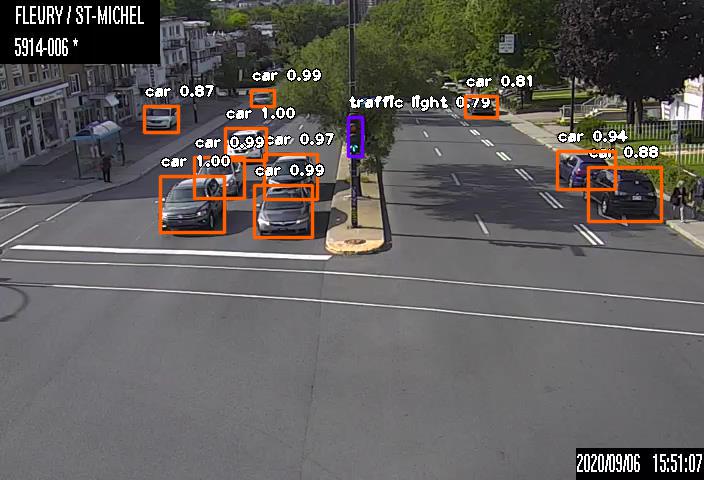 FLEURY / ST-MICHEL
5914-006 *
car 0.99
car 0.81
car 0.87
traffic light 0.79
car 1.00
car 0.94
car 0.99
car 0.97
car 0.88
car 1.00
car 0.99
2020/09/06 15:51:07